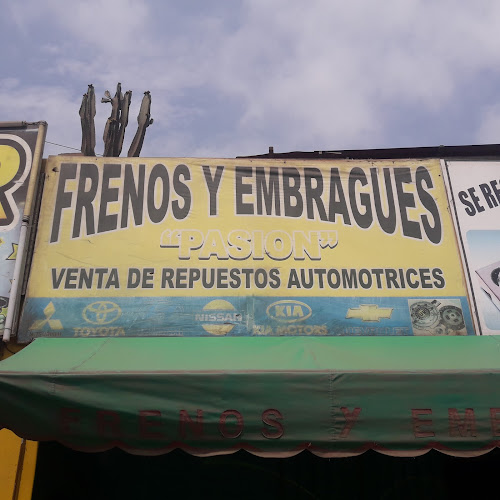 FRENOS Y EMBRAGUES
"PASION"
VENTA DE REPUESTOS AUTOMOTRICES
TOYOTA
NISSAN
KIA
KIA MOTORS
SE RE
R
FRENOS Y EM